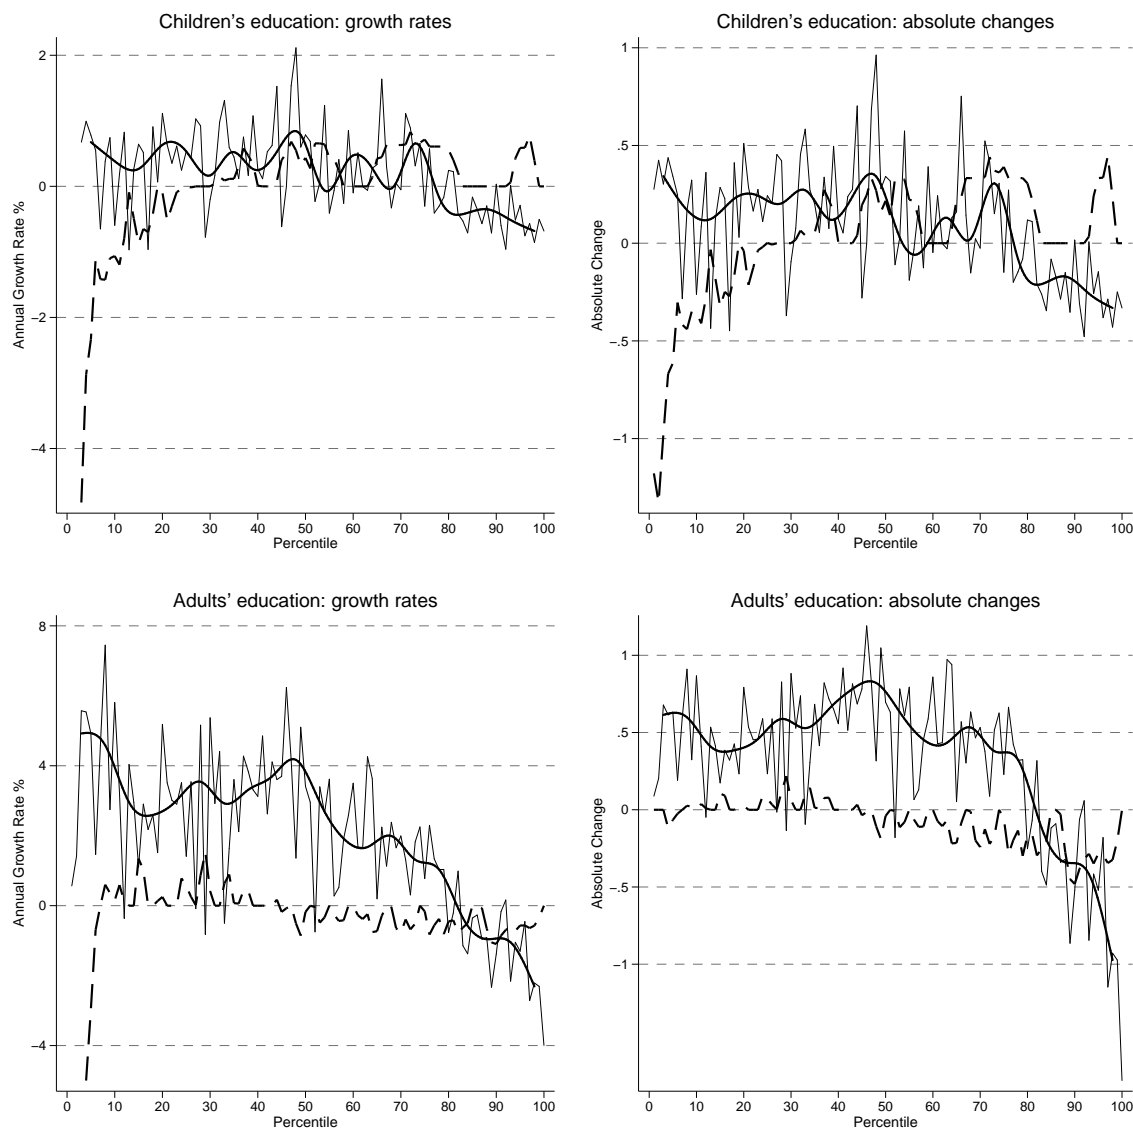 Children’s education: growth rates
2
0
−2
−4
Annual Growth Rate %
0 10 20 30 40 50 60 70 80 90 100
Percentile
Children’s education: absolute changes
1
.5
0
−.5
−1
Absolute Change
0 10 20 30 40 50 60 70 80 90 100
Percentile
Adults’ education: growth rates
8
4
0
−4
Annual Growth Rate %
0 10 20 30 40 50 60 70 80 90 100
Percentile
Adults’ education: absolute changes
1
.5
0
−.5
−1
Absolute Change
0 10 20 30 40 50 60 70 80 90 100
Percentile